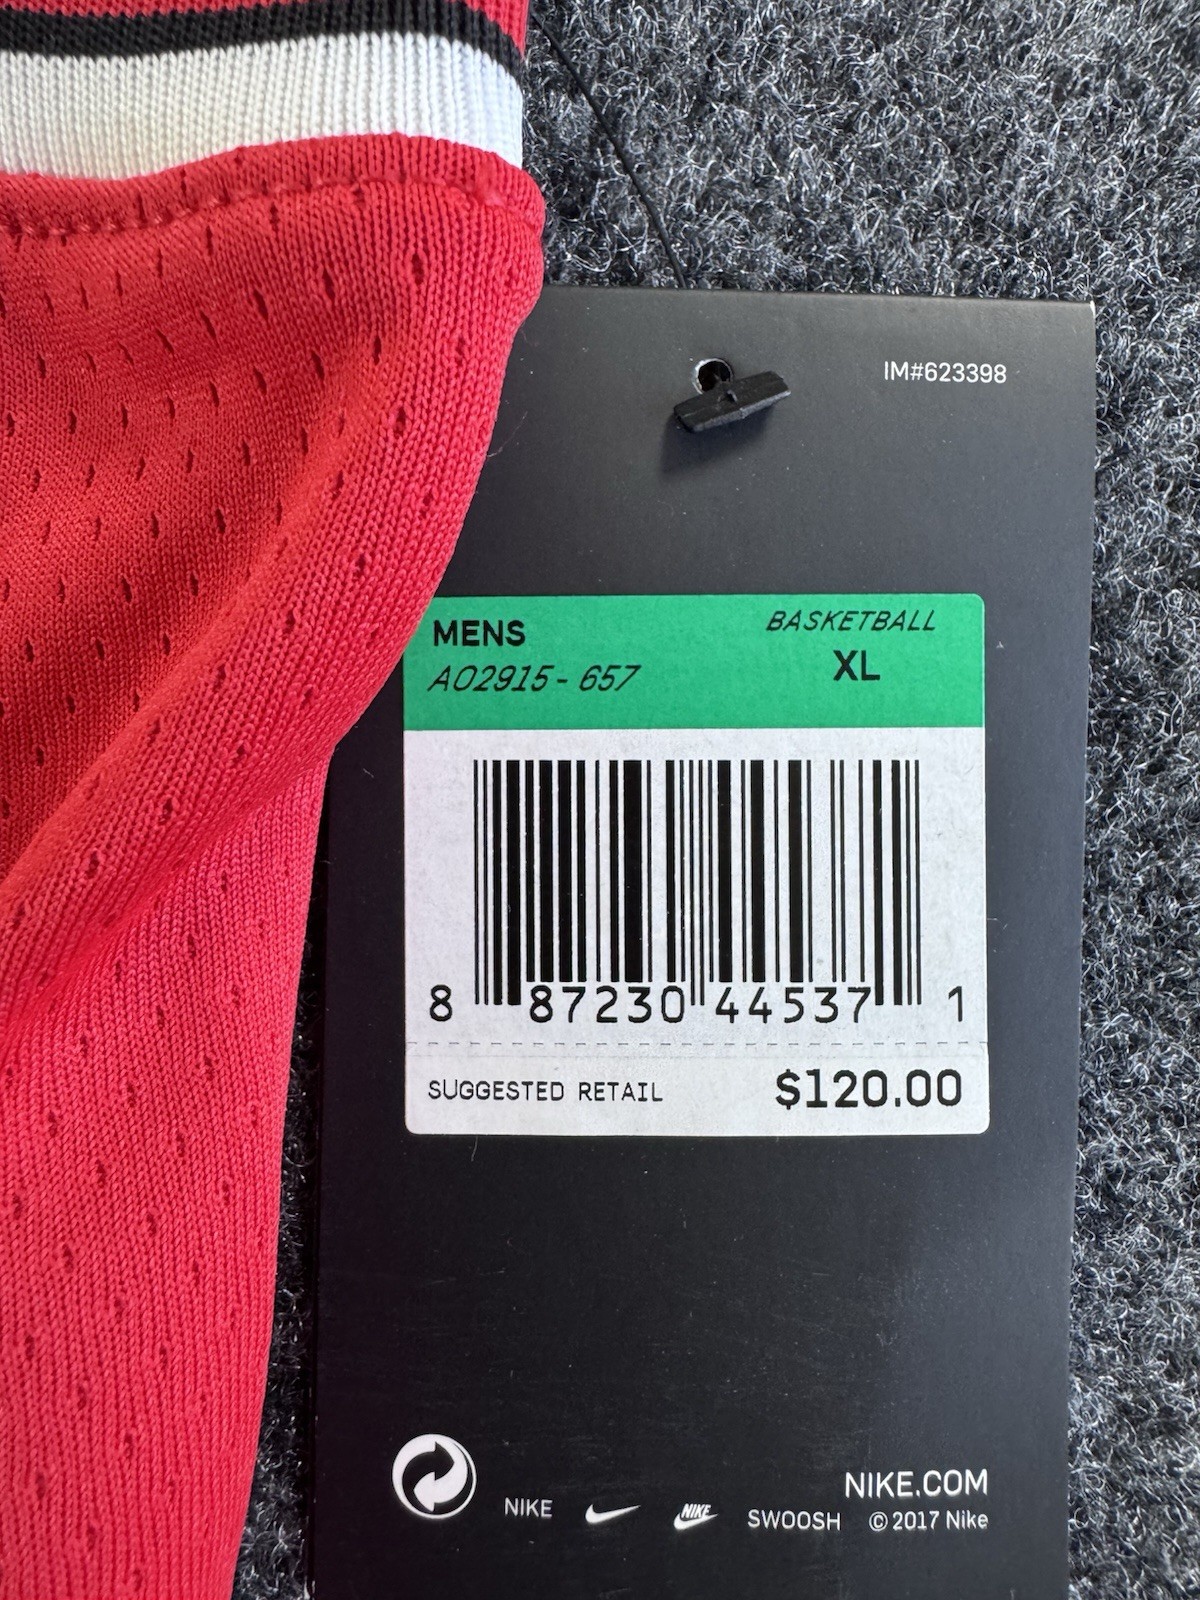 IM#623398
MENS
BASKETBALL
AO2915-657
XL
8 87230 44537 1
SUGGESTED RETAIL $120.00
NIKE.COM
NIKE NIKE SWOOSH © 2017 Nike